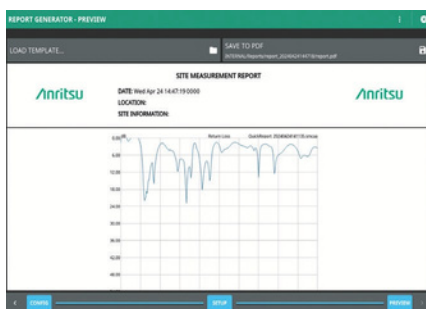 REPORT GENERATOR - PREVIEW
LOAD TEMPLATE...
SAVE TO PDF
SITE MEASUREMENT REPORT
Anritsu
DATE: Wed Apr 24 14:47:19 0000
LOCATION:
SITE INFORMATION:
Anritsu
0.00 dB
Return Loss
6.00
12.00
18.00
24.00
30.00
36.00
42.00
48.00
CONFIG
SETUP
PREVIEW